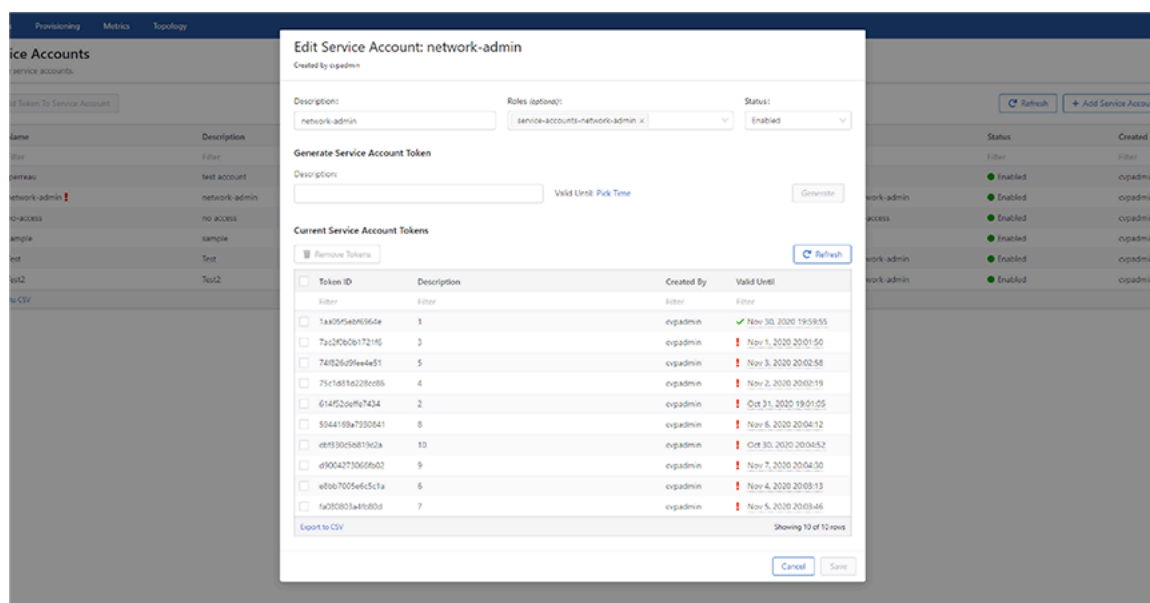 Provisioning Metrics Topology
ice Accounts
service accounts.
d Token To Service Account
Refresh + Add Service Accou
Name Description Status Created
Filter Filter Filter Filter
perreau test account Enabled cvpadmi
network-admin network-admin work-admin Enabled cvpadmi
no-access no access access Enabled cvpadmi
ample sample Enabled cvpadmi
est Test work-admin Enabled cvpadmi
est2 Test2 work-admin Enabled cvpadmi
to CSV
Edit Service Account: network-admin
Created by cvpadmin
Description: Roles (optional): Status:
network-admin service-accounts-network-admin × Enabled
Generate Service Account Token
Description:
Valid Until: Pick Time Generate
Current Service Account Tokens
Remove Tokens Refresh
Token ID Description Created By Valid Until
Filter Filter Filter Filter
1 cvpadmin Nov 30, 2020 19:59:55
7ac2f0b0b1721f6 3 cvpadmin Nov 1, 2020 20:01:50
74f826d9fee4e51 5 cvpadmin Nov 3, 2020 20:02:58
75c1d81d228cc86 4 cvpadmin Nov 2, 2020 20:02:19
614f52deffe7434 2 cvpadmin Oct 31, 2020 19:01:05
5944169a7930841 8 cvpadmin Nov 6, 2020 20:04:12
dbf330c5b819c2a 10 cvpadmin Oct 30, 2020 20:04:52
d9004273066fb02 9 cvpadmin Nov 7, 2020 20:04:30
e8bb7005e6c5c1a 6 cvpadmin Nov 4, 2020 20:03:13
fa080803a4fb80d 7 cvpadmin Nov 5, 2020 20:03:46
Export to CSV Showing 10 of 10 rows
Cancel Save